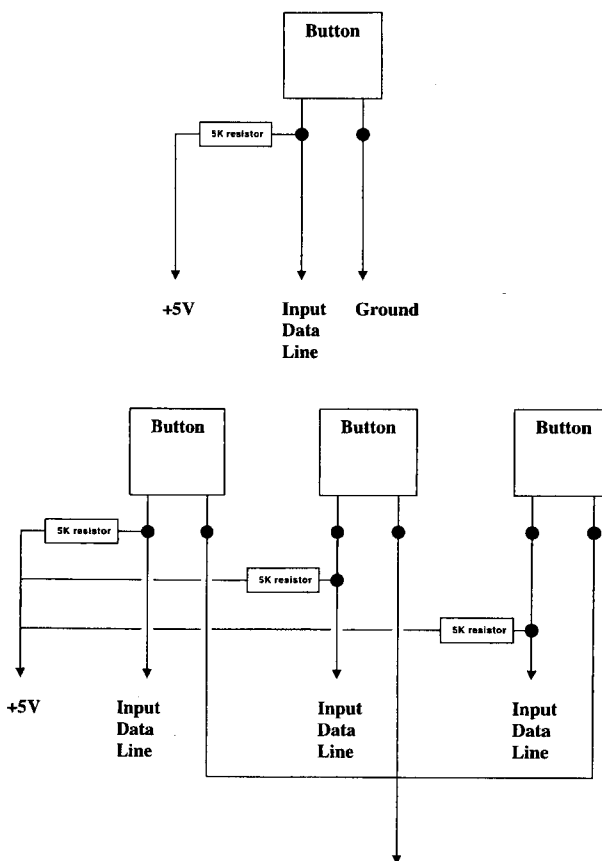 Button
5K resistor
+5V
Input
Data
Line
Ground
Button
Button
Button
5K resistor
5K resistor
5K resistor
+5V
Input
Data
Line
Input
Data
Line
Input
Data
Line